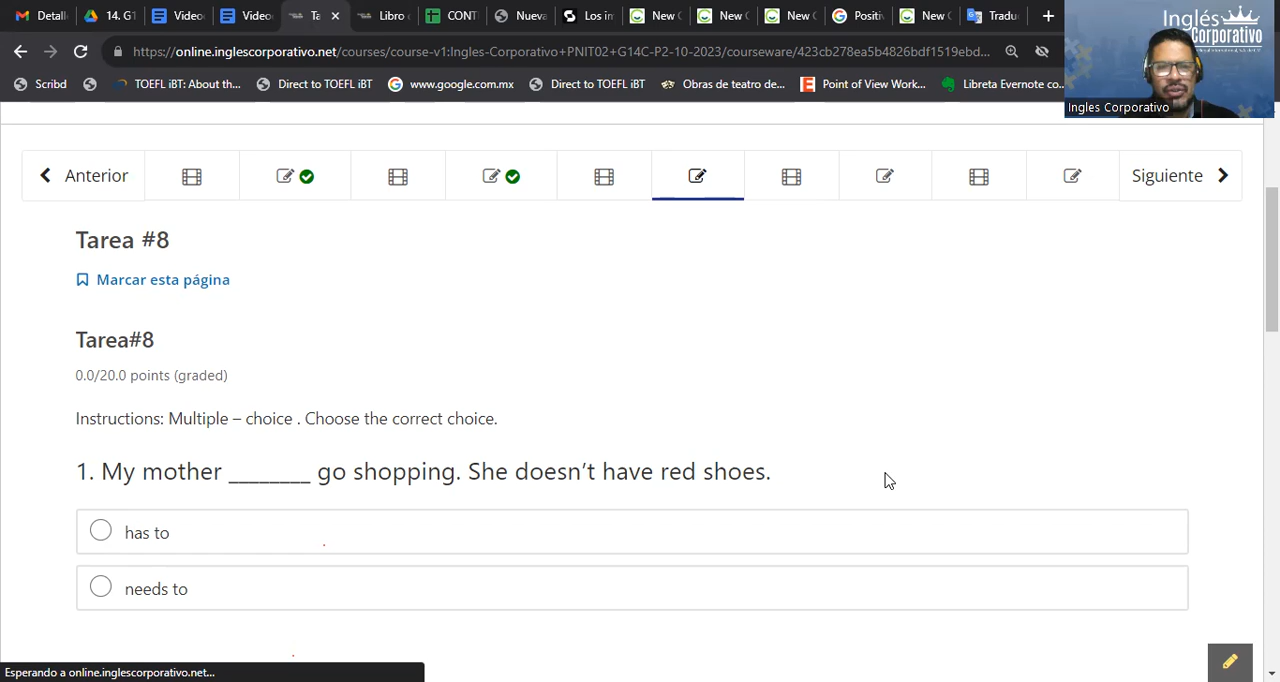 Detall
14. G1
Video
Video
Ta
Libro
CONT
Nueva
Los in
New C
New C
New C
Positiv
New C
Tradu
https://online.inglescorporativo.net/courses/course-v1:Ingles-Corporativo+PNIT02+G14C-P2-10-2023/courseware/423cb278ea5b4826bdf1519ebd...
Scribd
TOEFL iBT: About th...
Direct to TOEFL iBT
www.google.com.mx
Direct to TOEFL iBT
Obras de teatro de...
Point of View Work...
Libreta Evernote co...
Inglés
Corporativo
Ingles Corporativo
Anterior
Siguiente
Tarea #8
Marcar esta página
Tarea#8
0.0/20.0 points (graded)
Instructions: Multiple – choice . Choose the correct choice.
1. My mother ________ go shopping. She doesn’t have red shoes.
has to
needs to
Esperando a online.inglescorporativo.net...